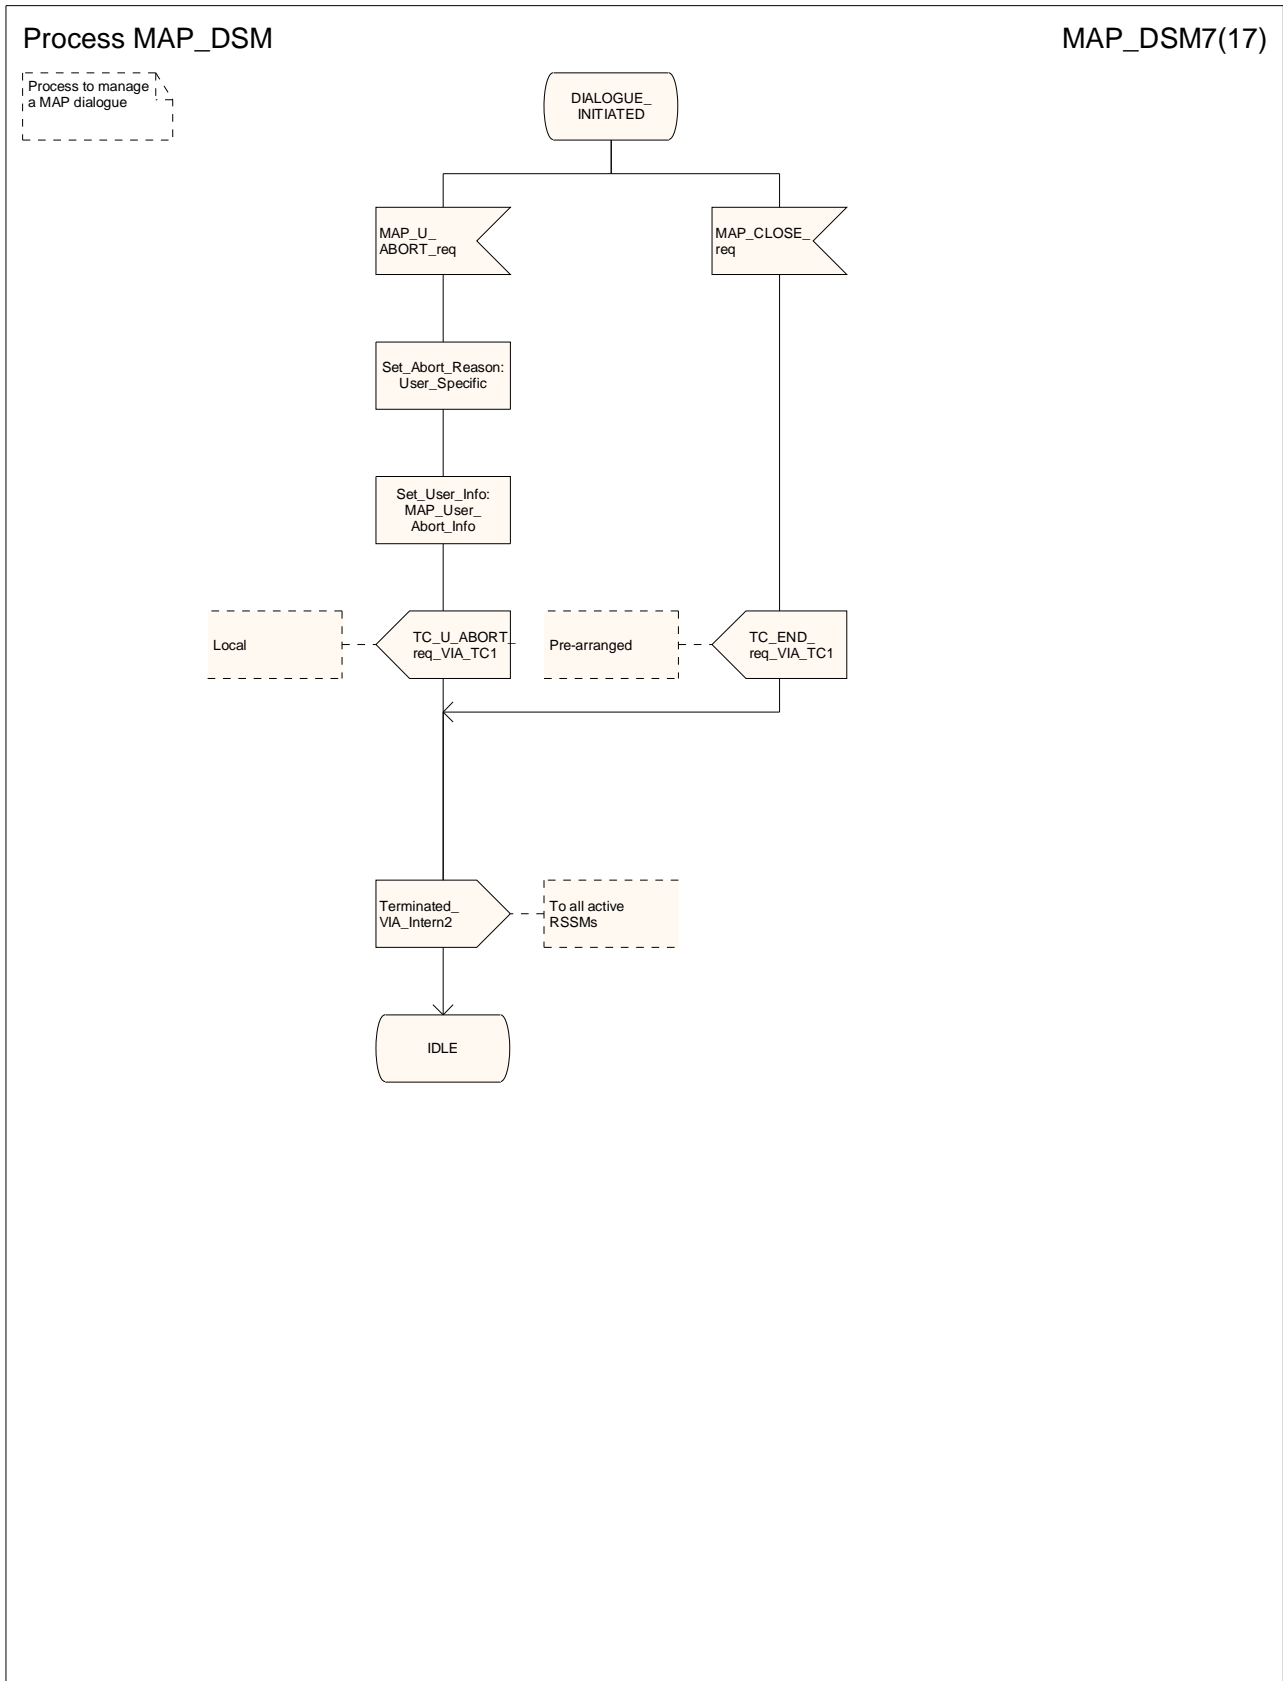 Process MAP_DSM
MAP_DSM7(17)
Process to manage
a MAP dialogue
DIALOGUE_
INITIATED
MAP_U_
ABORT_req
MAP_CLOSE_
req
Set_Abort_Reason:
User_Specific
Set_User_Info:
MAP_User_
Abort_Info
Local
TC_U_ABORT_
req_VIA_TC1
Pre-arranged
TC_END_
req_VIA_TC1
Terminated_
VIA_Intern2
To all active
RSSMs
IDLE